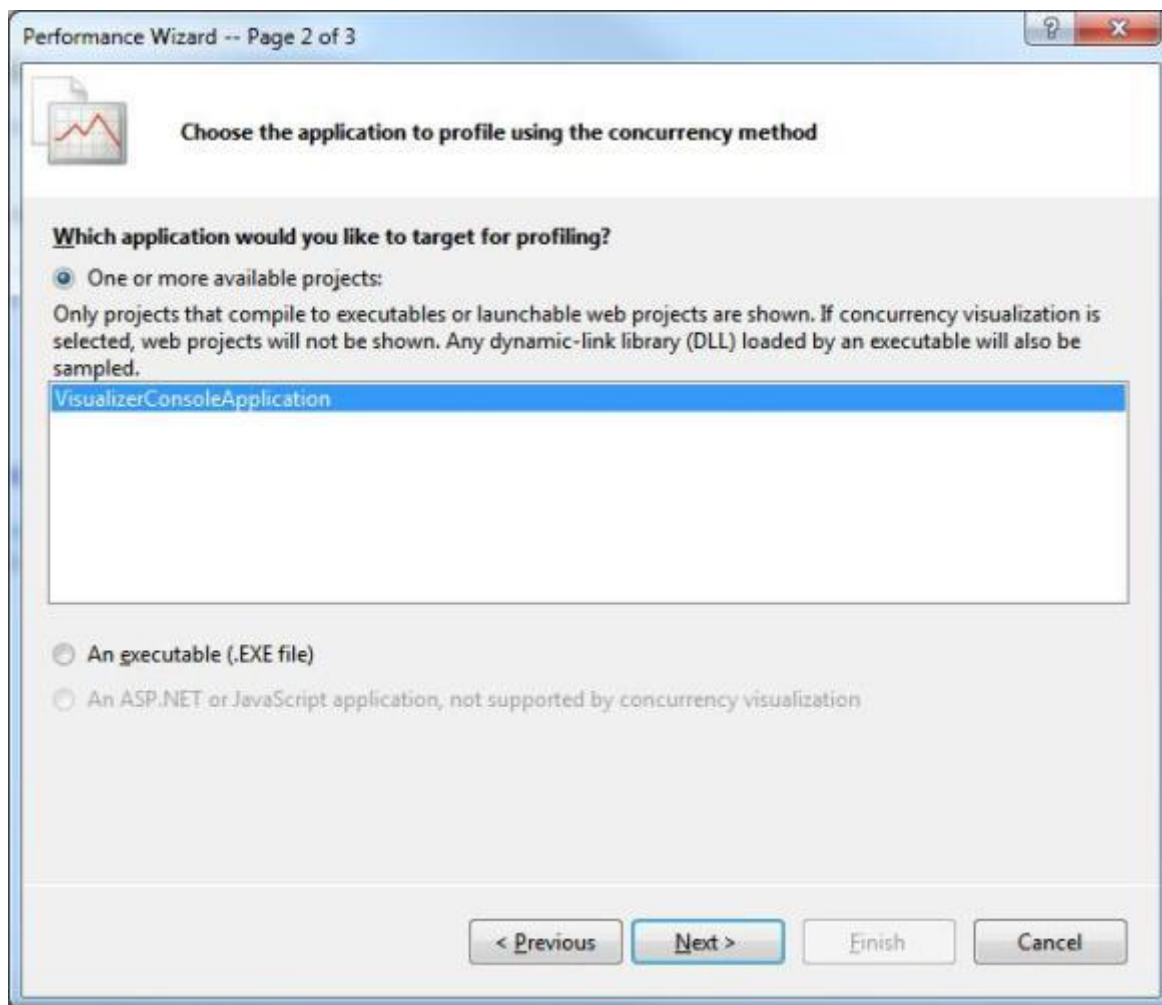 Performance Wizard -- Page 2 of 3
Choose the application to profile using the concurrency method
Which application would you like to target for profiling?
One or more available projects:
Only projects that compile to executables or launchable web projects are shown. If concurrency visualization is
selected, web projects will not be shown. Any dynamic-link library (DLL) loaded by an executable will also be
sampled.
VisualizerConsoleApplication
An executable (.EXE file)
An ASP.NET or JavaScript application, not supported by concurrency visualization
< Previous Next > Finish Cancel